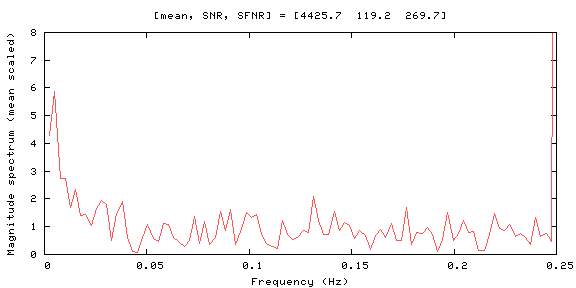 [mean, SNR, SFNR] = [4425.7  119.2  269.7]
Magnitude spectrum (mean scaled)
8
7
6
5
4
3
2
1
0
0 0.05 0.1 0.15 0.2 0.25
Frequency (Hz)